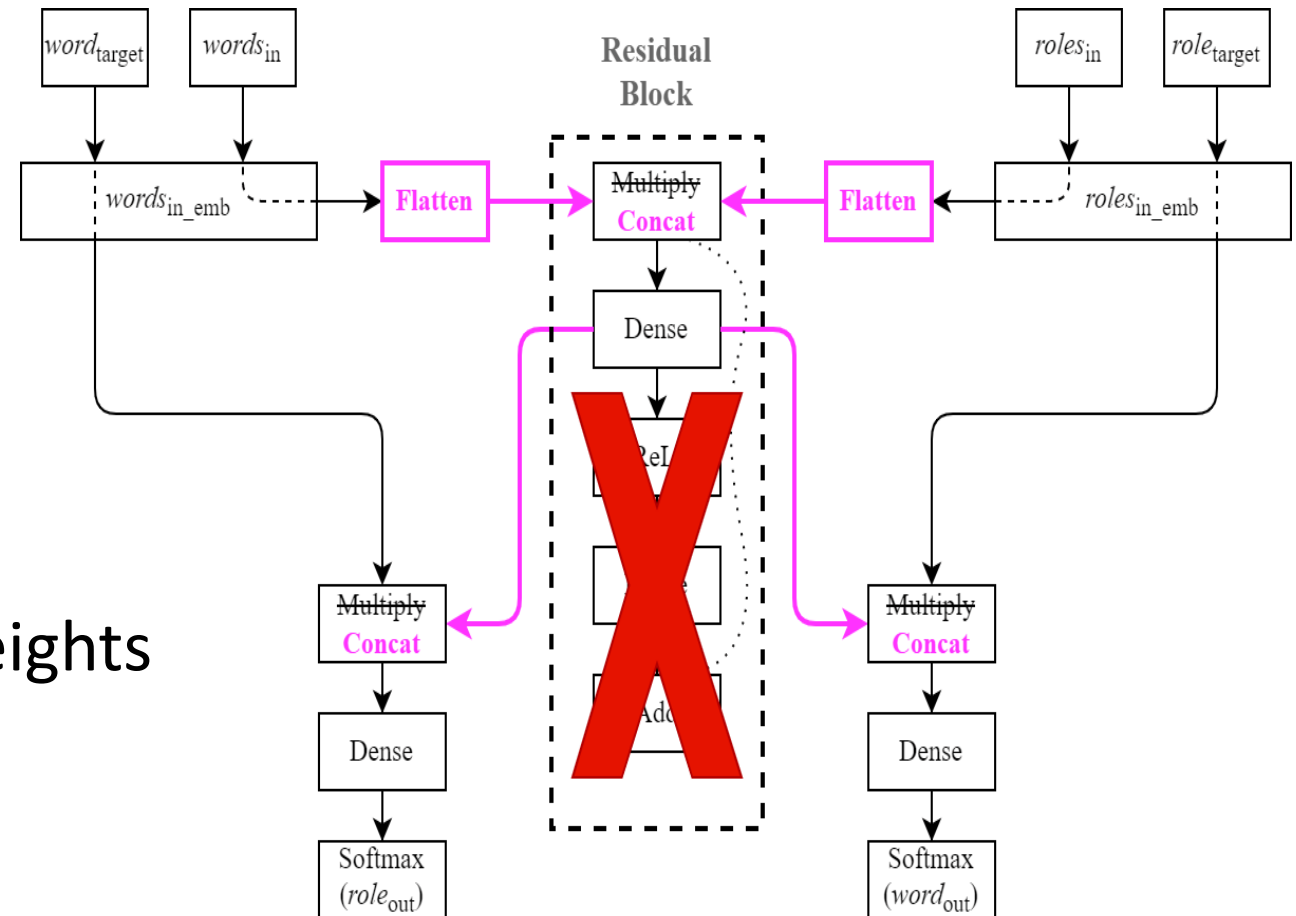 word_target
words_in
Residual
Block
roles_in
role_target
words_in_emb
Flatten
Multiply
Concat
Flatten
roles_in_emb
Dense
eights
Multiply
Concat
Multiply
Concat
Add
Dense
Dense
Softmax
(role_out)
Softmax
(word_out)